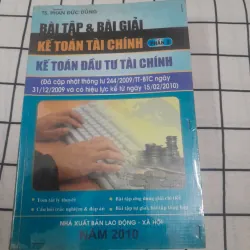 TS. PHAN ĐỨC DŨNG
BÀI TẬP & BÀI GIẢI
KẾ TOÁN TÀI CHÍNH
PHẦN
KẾ TOÁN ĐẦU TƯ TÀI CHÍNH
(Đã cập nhật thông tư 244/2009/TT-BTC ngày
31/12/2009 và có hiệu lực kể từ ngày 15/02/2010)
NHÀ XUẤT BẢN LAO ĐỘNG - XÃ HỘI
NĂM 2010